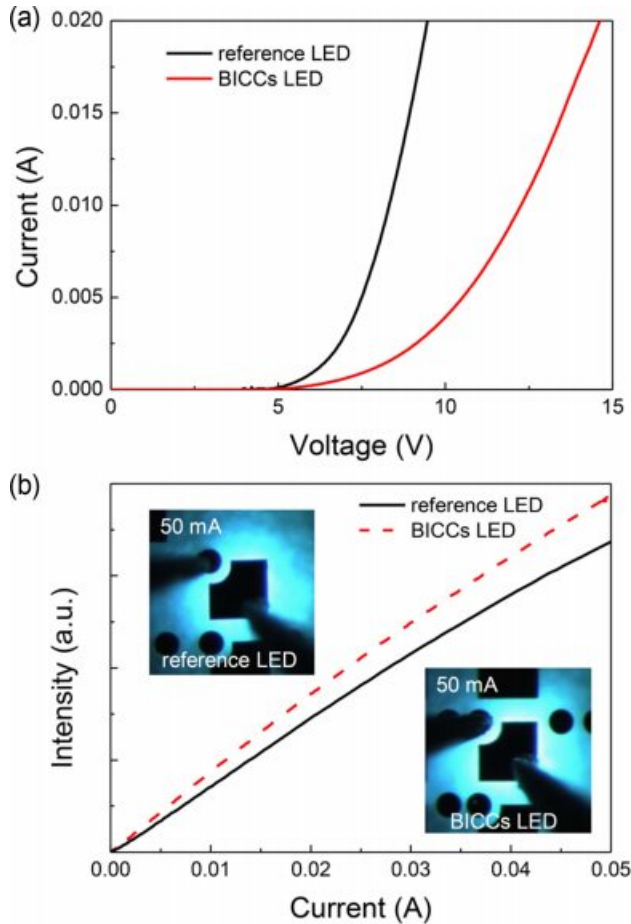 (a)
0.020
0.015
0.010
0.005
0.000
Current (A)
reference LED
BICCs LED
0
5
10
15
Voltage (V)
(b)
Intensity (a.u.)
reference LED
BICCs LED
50 mA
reference LED
50 mA
BICCs LED
0.00
0.01
0.02
0.03
0.04
0.05
Current (A)